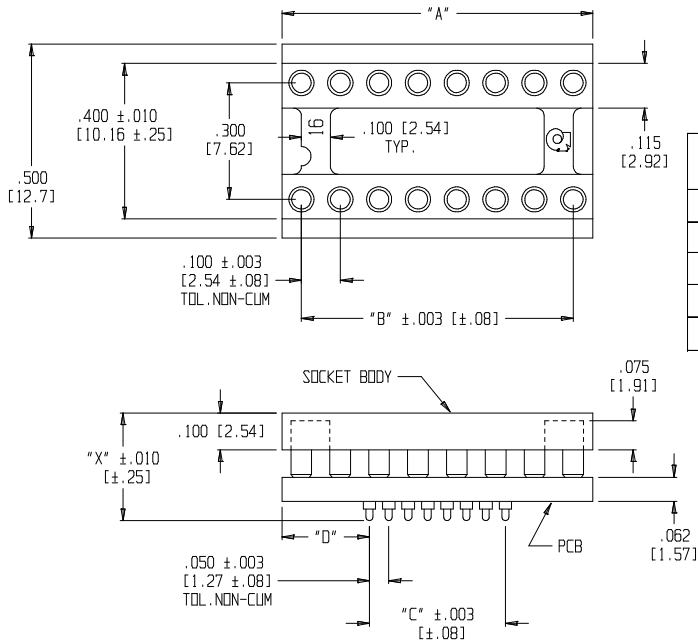 "A"
.400 ±.010
[10.16 ±.25]
.300
[7.62]
16
.100 [2.54]
TYP.
.115
[2.92]
.500
[12.7]
.100 ±.003
[2.54 ±.08]
TOL.NON-CUM
"B" ±.003 [±.08]
SOCKET BODY
.075
[1.91]
.100 [2.54]
"X" ±.010
[±.25]
"D"
PCB
.062
[1.57]
.050 ±.003
[1.27 ±.08]
TOL.NON-CUM
"C" ±.003
[±.08]